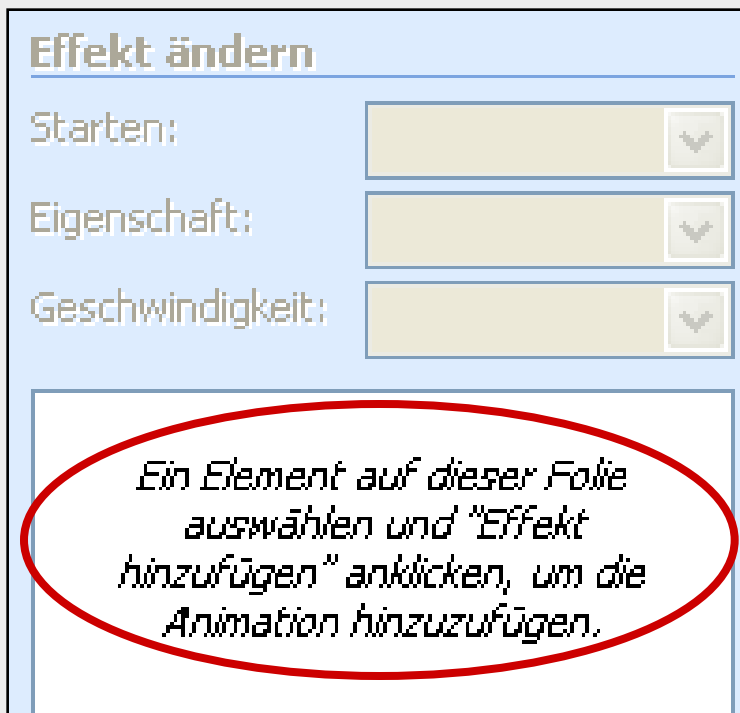 Effekt ändern
Starten:
Eigenschaft:
Geschwindigkeit:
Ein Element auf dieser Folie
auswählen und "Effekt
hinzufügen" anklicken, um die
Animation hinzuzufügen.